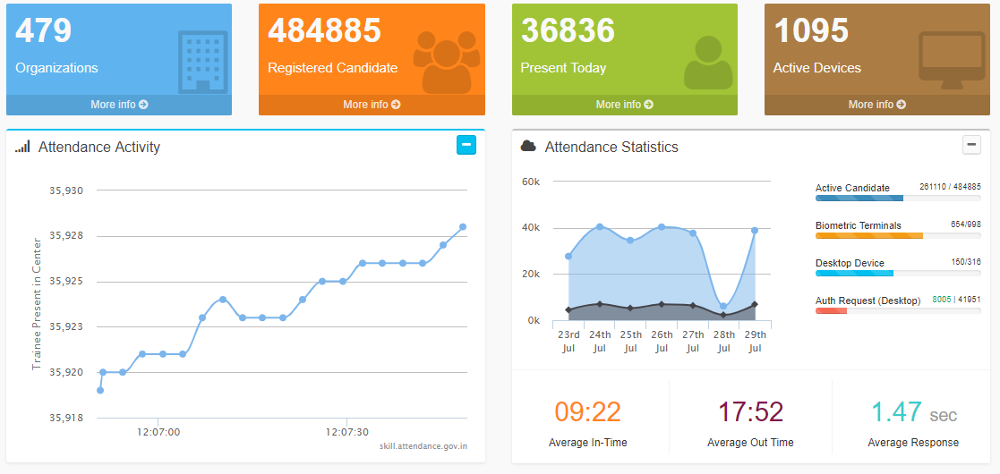 479
Organizations
More info
484885
Registered Candidate
More info
36836
Present Today
More info
1095
Active Devices
More info
Attendance Activity
Trainee Present in Center
35,930
35,928
35,925
35,923
35,920
35,918
12:07:00
12:07:30
skill.attendance.gov.in
Attendance Statistics
60k
40k
20k
0k
23rd Jul
24th Jul
25th Jul
26th Jul
27th Jul
28th Jul
29th Jul
Active Candidate 261110 / 484885
Biometric Terminals 654/998
Desktop Device 150/316
Auth Request (Desktop) 8005 | 41951
09:22
Average In-Time
17:52
Average Out Time
1.47 sec
Average Response